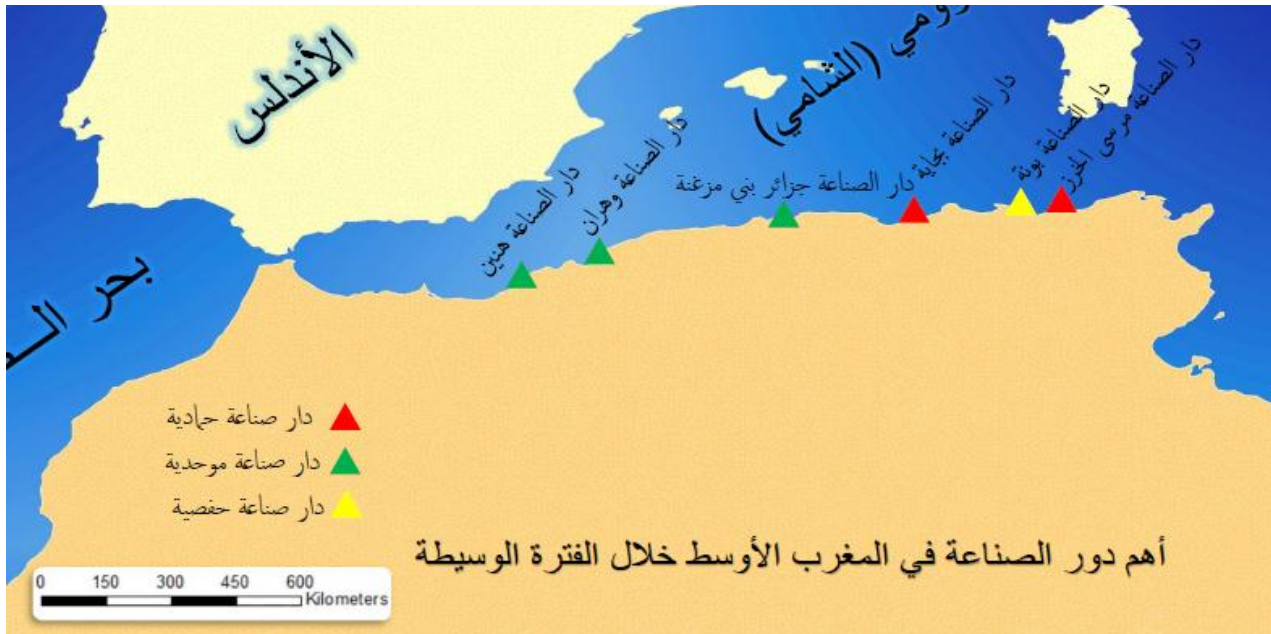 الأندلس
رومي (الشامي)
دار الصناعة هنين
دار الصناعة وهران
دار الصناعة جزائر بني مزغنة
دار الصناعة بجاية
دار الصناعة بونة
دار الصناعة مرسى الخرز
بحر
دار صناعة حمادية
دار صناعة موحدية
دار صناعة حفصية
أهم دور الصناعة في المغرب الأوسط خلال الفترة الوسيطة
0 150 300 450 600
Kilometers